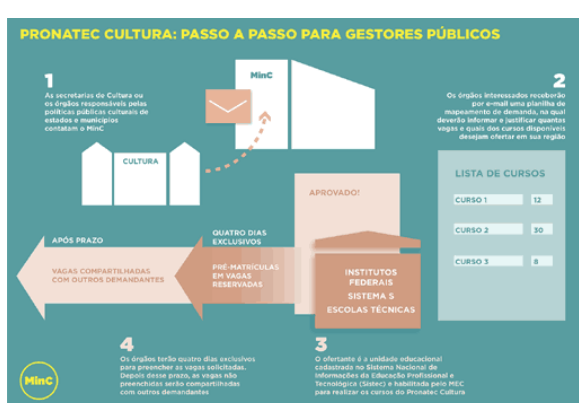 PRONATEC CULTURA: PASSO A PASSO PARA GESTORES PÚBLICOS
1
As secretarias de Cultura ou
os órgãos responsáveis pelas
políticas públicas culturais de
estados e municípios
contatam o MinC
MinC
CULTURA
2
Os órgãos interessados receberão
por e-mail uma planilha de
mapeamento de demanda, na qual
deverão informar e justificar quantas
vagas e quais dos cursos disponíveis
desejam ofertar em sua região
LISTA DE CURSOS
CURSO 1 12
CURSO 2 30
CURSO 3 8
APROVADO!
INSTITUTOS
FEDERAIS
SISTEMA S
ESCOLAS TÉCNICAS
3
O ofertante é a unidade educacional
cadastrada no Sistema Nacional de
Informações da Educação Profissional e
Tecnológica (Sistec) e habilitada pelo MEC
para realizar os cursos do Pronatec Cultura
QUATRO DIAS
EXCLUSIVOS
PRÉ-MATRÍCULAS
EM VAGAS
RESERVADAS
APÓS PRAZO
VAGAS COMPARTILHADAS
COM OUTROS DEMANDANTES
4
Os órgãos terão quatro dias exclusivos
para preencher as vagas solicitadas.
Depois desse prazo, as vagas não
preenchidas serão compartilhadas
com outros demandantes
MinC